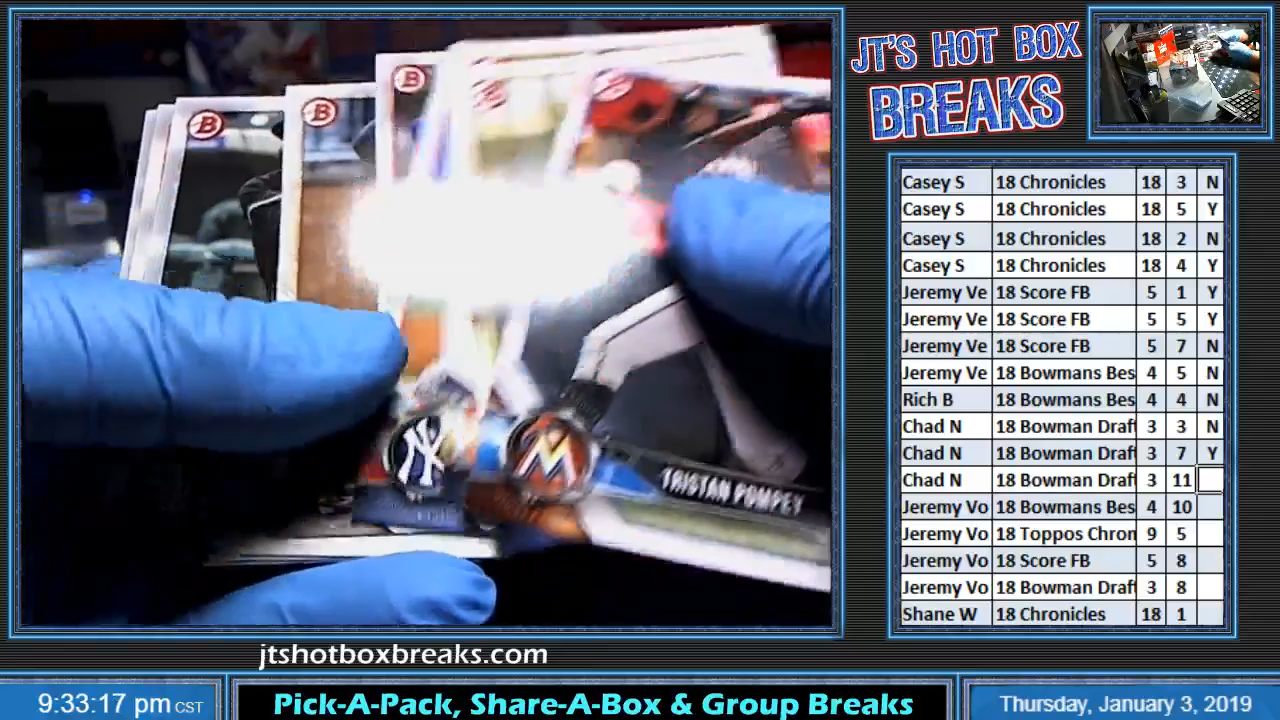 JT'S HOT BOX
BREAKS
Casey S 18 Chronicles 18 3 N
Casey S 18 Chronicles 18 5 Y
Casey S 18 Chronicles 18 2 N
Casey S 18 Chronicles 18 4 Y
Jeremy Ve 18 Score FB 5 1 Y
Jeremy Ve 18 Score FB 5 5 Y
Jeremy Ve 18 Score FB 5 7 N
Jeremy Ve 18 Bowmans Bes 4 5 N
Rich B 18 Bowmans Bes 4 4 N
Chad N 18 Bowman Draf 3 3 N
Chad N 18 Bowman Draf 3 7 Y
Chad N 18 Bowman Draf 3 11
Jeremy Vo 18 Bowmans Bes 4 10
Jeremy Vo 18 Toppos Chron 9 5
Jeremy Vo 18 Score FB 5 8
Jeremy Vo 18 Bowman Draf 3 8
Shane W 18 Chronicles 18 1
B
B
B
B
B
NY
M
TRISTAN POMPEY
jtshotboxbreaks.com
9:33:17 pm CST
Pick-A-Pack, Share-A-Box & Group Breaks
Thursday, January 3, 2019